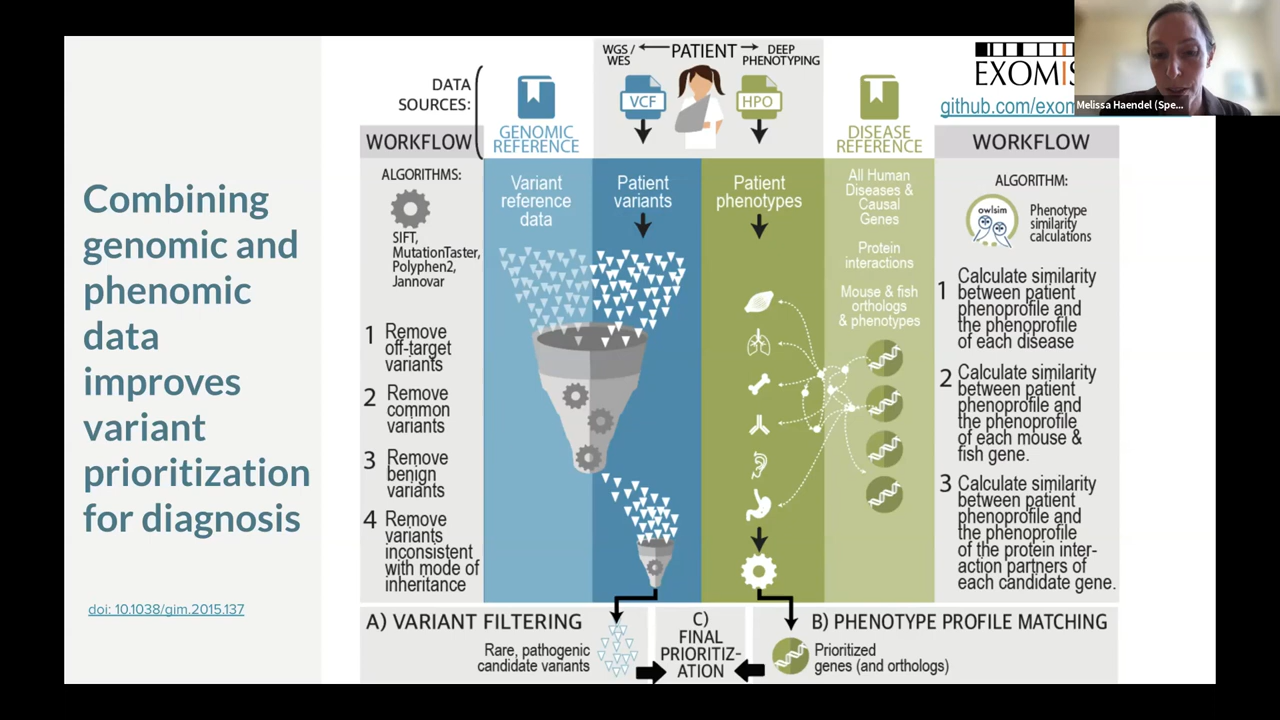 Combining
genomic and
phenomic
data
improves
variant
prioritization
for diagnosis
doi: 10.1038/gim.2015.137
DATA
SOURCES:
GENOMIC
REFERENCE
WGS /
WES
PATIENT
DEEP
PHENOTYPING
VCF
HPO
DISEASE
REFERENCE
github.com/exom
Melissa Haendel (Spe...
WORKFLOW
ALGORITHMS:
SIFT,
MutationTaster,
Polyphen2,
Jannovar
1 Remove
off-target
variants
2 Remove
common
variants
3 Remove
benign
variants
4 Remove
variants
inconsistent
with mode of
inheritance
Variant
reference
data
Patient
variants
Patient
phenotypes
All Human
Diseases &
Causal
Genes
Protein
interactions
Mouse & fish
orthologs
& phenotypes
WORKFLOW
ALGORITHM:
owlsim
Phenotype
similarity
calculations
1 Calculate similarity
between patient
phenoprofile and
the phenoprofile
of each disease
2 Calculate similarity
between patient
phenoprofile and
the phenoprofile
of each mouse &
fish gene.
3 Calculate similarity
between patient
phenoprofile and
the phenoprofile
of the protein inter-
action partners of
each candidate gene.
A) VARIANT FILTERING
Rare, pathogenic
candidate variants
C)
FINAL
PRIORITIZ-
ATION
B) PHENOTYPE PROFILE MATCHING
Prioritized
genes (and orthologs)